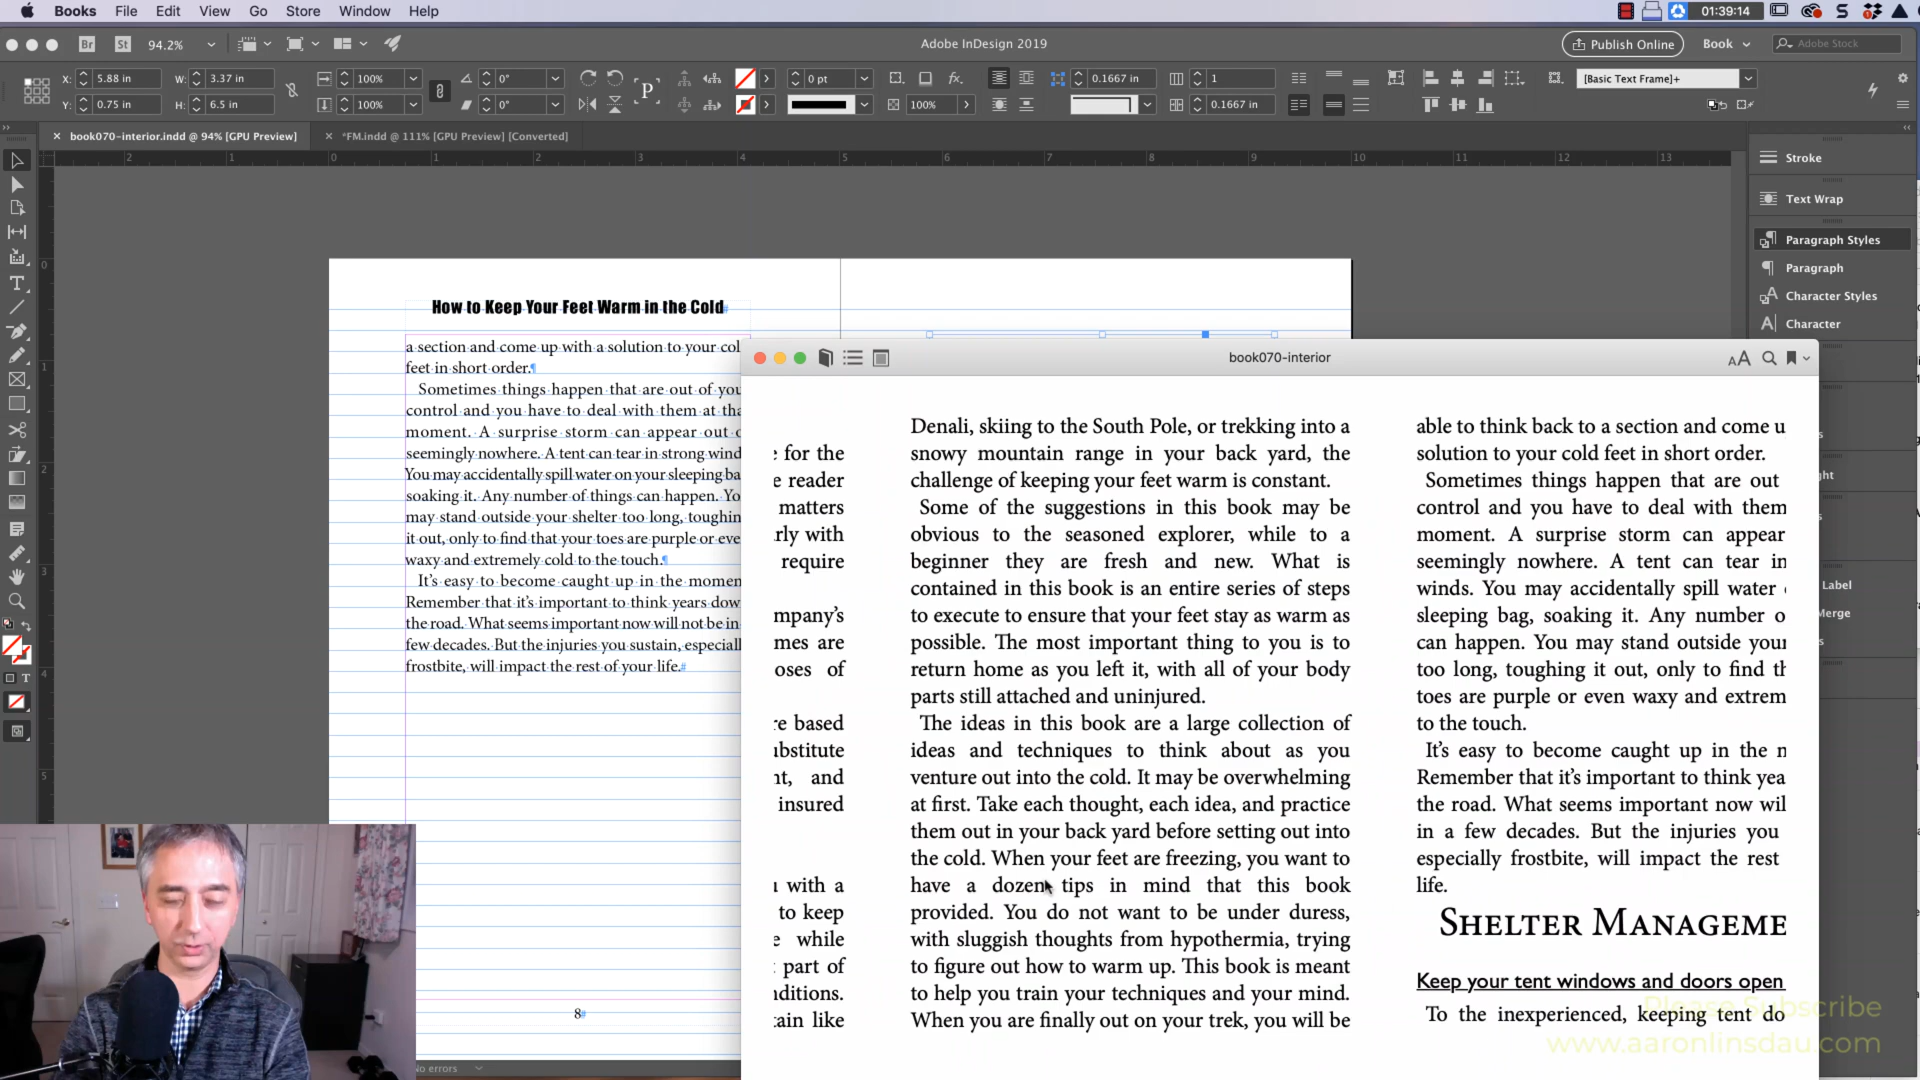 Books File Edit View Go Store Window Help
01:39:14
Br St 94.2%
Adobe InDesign 2019
Publish Online
Book
Adobe Stock
X: 5.88 in W: 3.37 in 100% 0° 0 pt 0.1667 in 1 [Basic Text Frame]+
Y: 0.75 in H: 6.5 in 100% 0° 100% 0.1667 in
book070-interior.indd @ 94% [GPU Preview]
*FM.indd @ 111% [GPU Preview] [Converted]
2 1 0 1 2 3 4 5 6 7 8 9 10 11 12 13
Stroke
Text Wrap
Paragraph Styles
Paragraph
Character Styles
Character
Label
How to Keep Your Feet Warm in the Cold
a section and come up with a solution to your col
feet in short order.
Sometimes things happen that are out of you
control and you have to deal with them at tha
moment. A surprise storm can appear out o
seemingly nowhere. A tent can tear in strong wind
You may accidentally spill water on your sleeping ba
soaking it. Any number of things can happen. Yo
may stand outside your shelter too long, toughin
it out, only to find that your toes are purple or eve
waxy and extremely cold to the touch.
It's easy to become caught up in the momen
Remember that it's important to think years dow
the road. What seems important now will not be in
few decades. But the injuries you sustain, especiall
frostbite, will impact the rest of your life.
8
book070-interior
AA
e for the
e reader
matters
rly with
require
mpany's
mes are
oses of
re based
ubstitute
nt, and
insured
u with a
to keep
e while
t part of
nditions.
tain like
Denali, skiing to the South Pole, or trekking into a
snowy mountain range in your back yard, the
challenge of keeping your feet warm is constant.
Some of the suggestions in this book may be
obvious to the seasoned explorer, while to a
beginner they are fresh and new. What is
contained in this book is an entire series of steps
to execute to ensure that your feet stay as warm as
possible. The most important thing to you is to
return home as you left it, with all of your body
parts still attached and uninjured.
The ideas in this book are a large collection of
ideas and techniques to think about as you
venture out into the cold. It may be overwhelming
at first. Take each thought, each idea, and practice
them out in your back yard before setting out into
the cold. When your feet are freezing, you want to
have a dozen tips in mind that this book
provided. You do not want to be under duress,
with sluggish thoughts from hypothermia, trying
to figure out how to warm up. This book is meant
to help you train your techniques and your mind.
When you are finally out on your trek, you will be
able to think back to a section and come u
solution to your cold feet in short order.
Sometimes things happen that are out
control and you have to deal with them
moment. A surprise storm can appear
seemingly nowhere. A tent can tear in
winds. You may accidentally spill water
sleeping bag, soaking it. Any number o
can happen. You may stand outside your
too long, toughing it out, only to find th
toes are purple or even waxy and extrem
to the touch.
It's easy to become caught up in the n
Remember that it's important to think yea
the road. What seems important now wil
in a few decades. But the injuries you
especially frostbite, will impact the rest
life.
SHELTER MANAGEME
Keep your tent windows and doors open
To the inexperienced, keeping tent do
Please Subscribe
www.aaronlinsdau.com